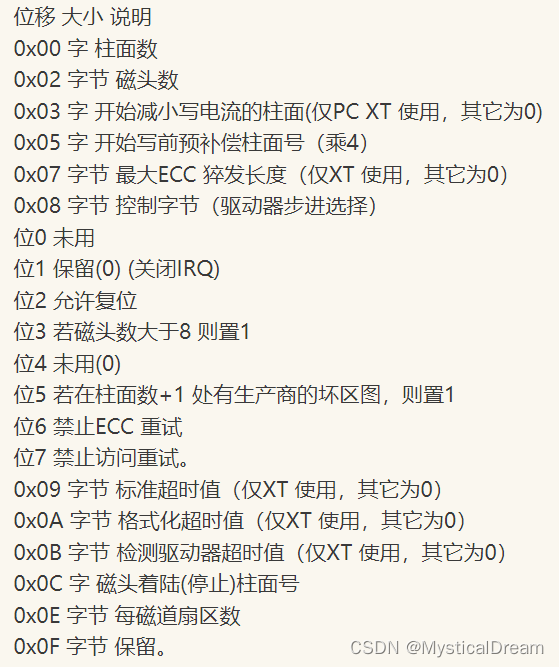 位移 大小 说明
0x00 字 柱面数
0x02 字节 磁头数
0x03 字 开始减小写电流的柱面(仅PC XT 使用，其它为0)
0x05 字 开始写前预补偿柱面号（乘4）
0x07 字节 最大ECC 猝发长度（仅XT 使用，其它为0）
0x08 字节 控制字节（驱动器步进选择）
位0 未用
位1 保留(0) (关闭IRQ)
位2 允许复位
位3 若磁头数大于8 则置1
位4 未用(0)
位5 若在柱面数+1 处有生产商的坏区图，则置1
位6 禁止ECC 重试
位7 禁止访问重试。
0x09 字节 标准超时值（仅XT 使用，其它为0）
0x0A 字节 格式化超时值（仅XT 使用，其它为0）
0x0B 字节 检测驱动器超时值（仅XT 使用，其它为0）
0x0C 字 磁头着陆(停止)柱面号
0x0E 字节 每磁道扇区数
0x0F 字节 保留。
CSDN @MysticalDream